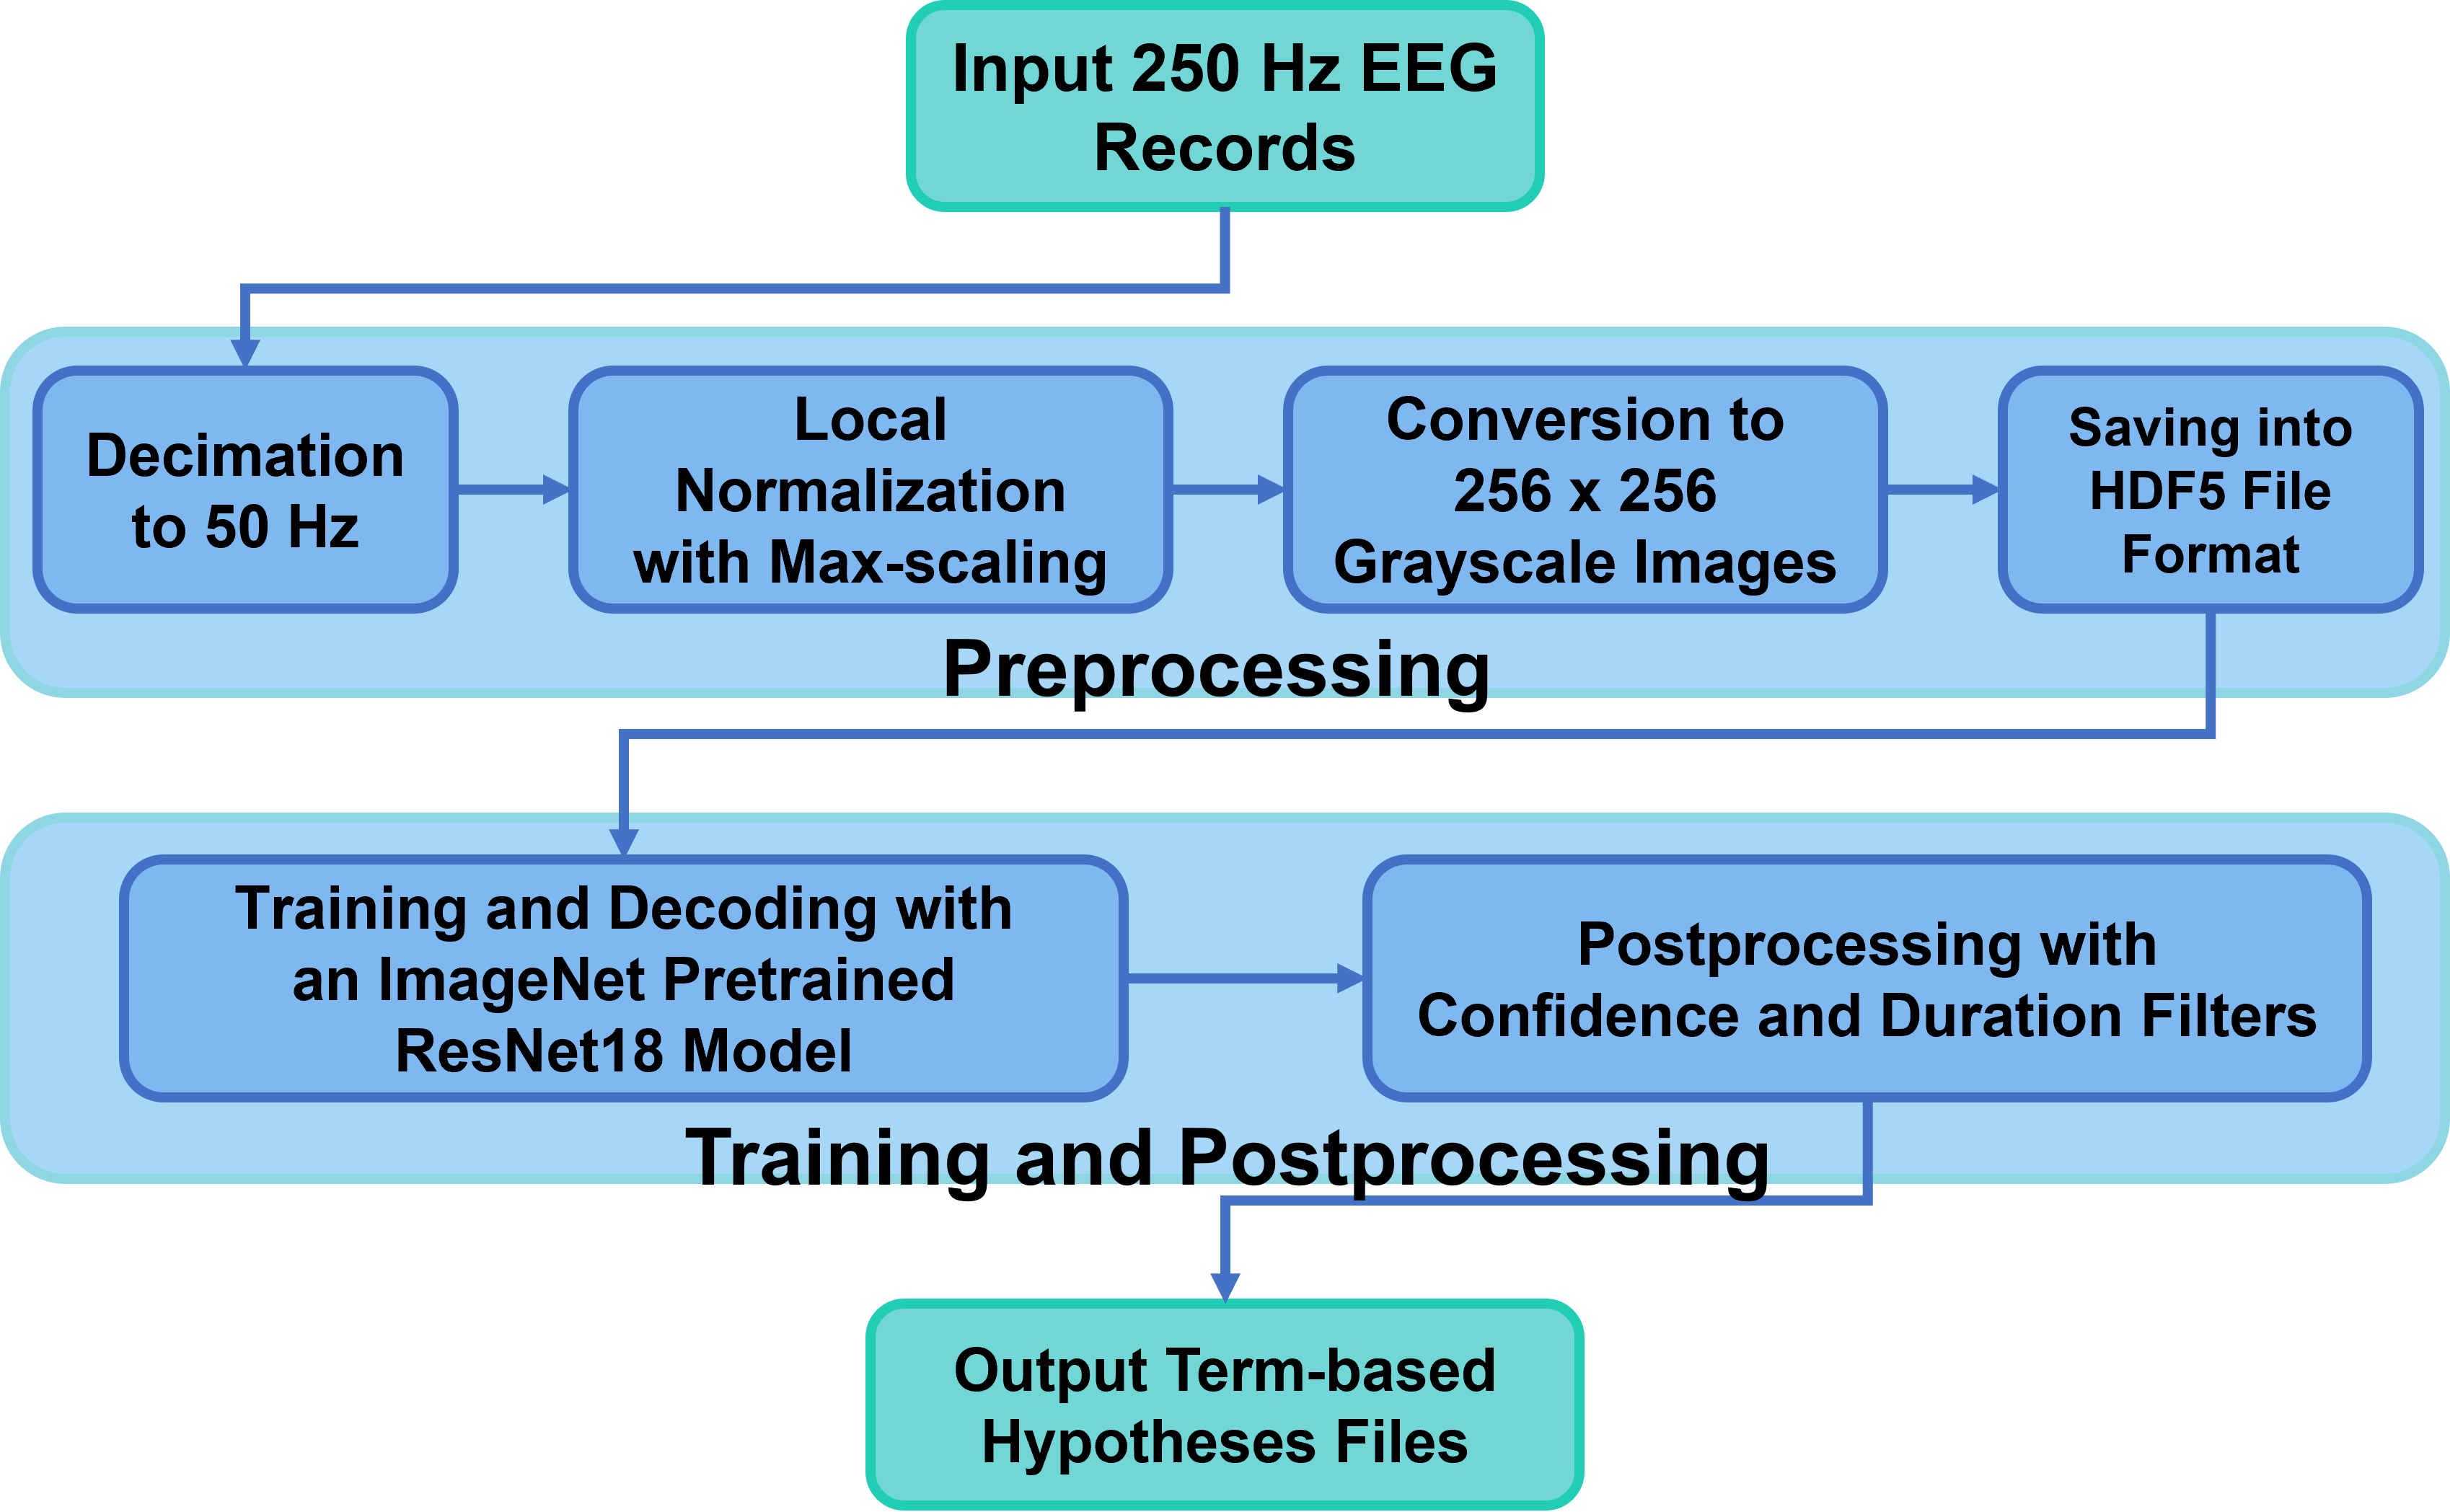 Input 250 Hz EEG
Records
Decimation
to 50 Hz
Local
Normalization
with Max-scaling
Conversion to
256 x 256
Grayscale Images
Saving into
HDF5 File
Format
Preprocessing
Training and Decoding with
an ImageNet Pretrained
ResNet18 Model
Postprocessing with
Confidence and Duration Filters
Training and Postprocessing
Output Term-based
Hypotheses Files